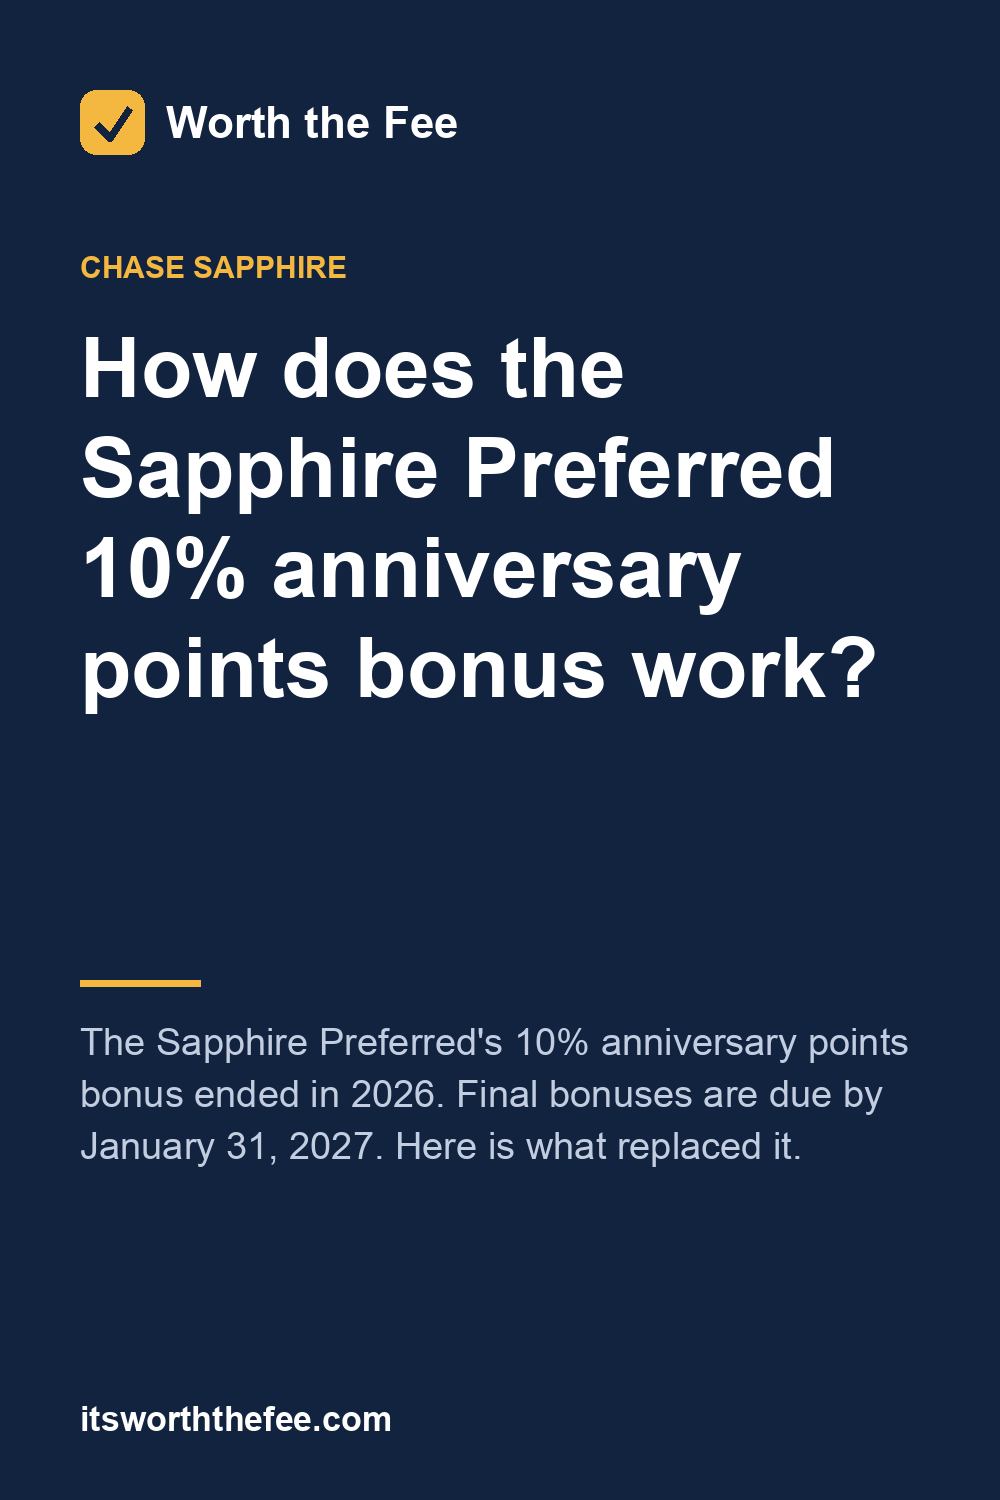 Worth the Fee
CHASE SAPPHIRE
How does the
Sapphire Preferred
10% anniversary
points bonus work?
The Sapphire Preferred's 10% anniversary points
bonus ended in 2026. Final bonuses are due by
January 31, 2027. Here is what replaced it.
itsworththefee.com